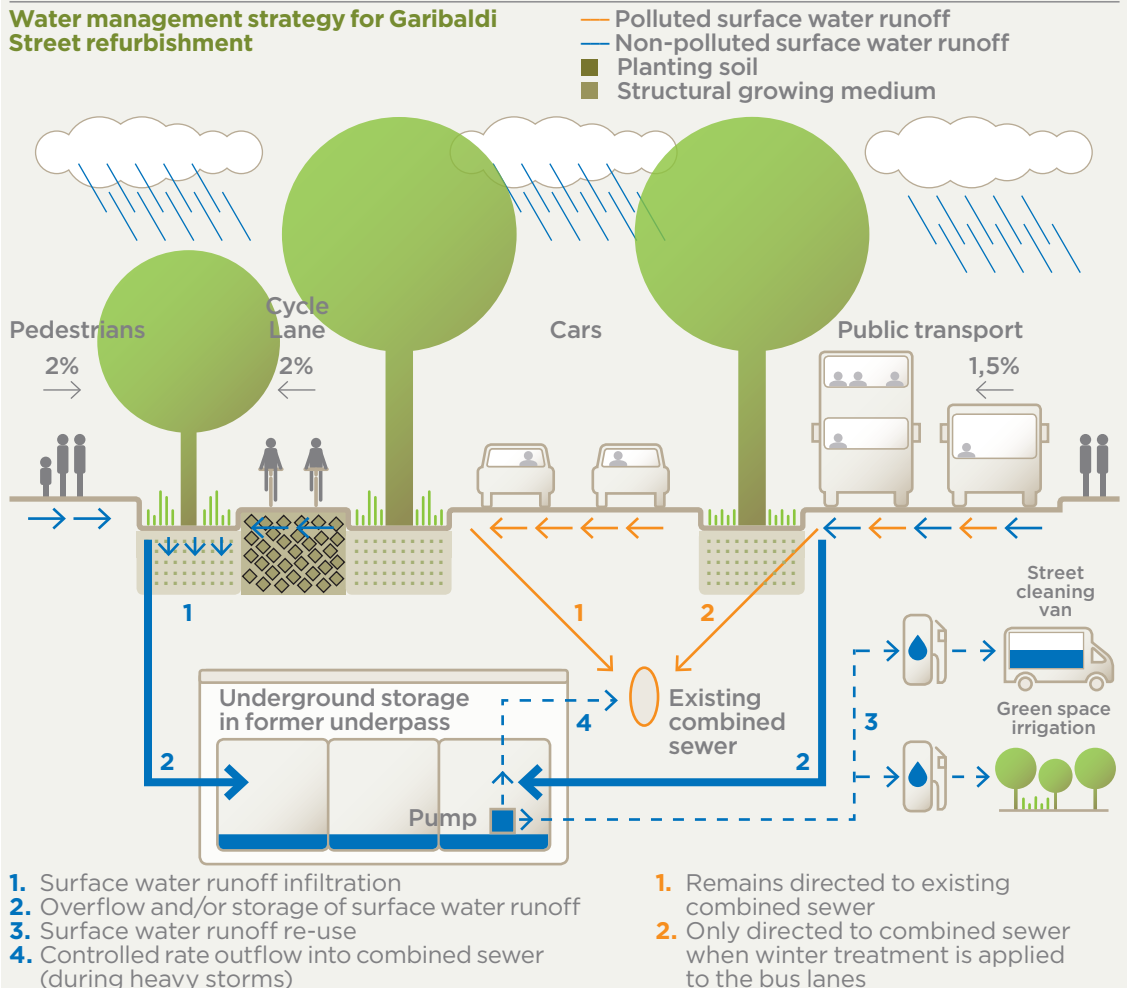 Water management strategy for Garibaldi
Street refurbishment
Polluted surface water runoff
Non-polluted surface water runoff
Planting soil
Structural growing medium
Pedestrians
2%
Cycle
Lane
2%
Cars
Public transport
1,5%
1
1
2
Street
cleaning
van
Underground storage
in former underpass
4
Existing
combined
sewer
3
Green space
irrigation
2
2
Pump
1. Surface water runoff infiltration
2. Overflow and/or storage of surface water runoff
3. Surface water runoff re-use
4. Controlled rate outflow into combined sewer
(during heavy storms)
1. Remains directed to existing
combined sewer
2. Only directed to combined sewer
when winter treatment is applied
to the bus lanes